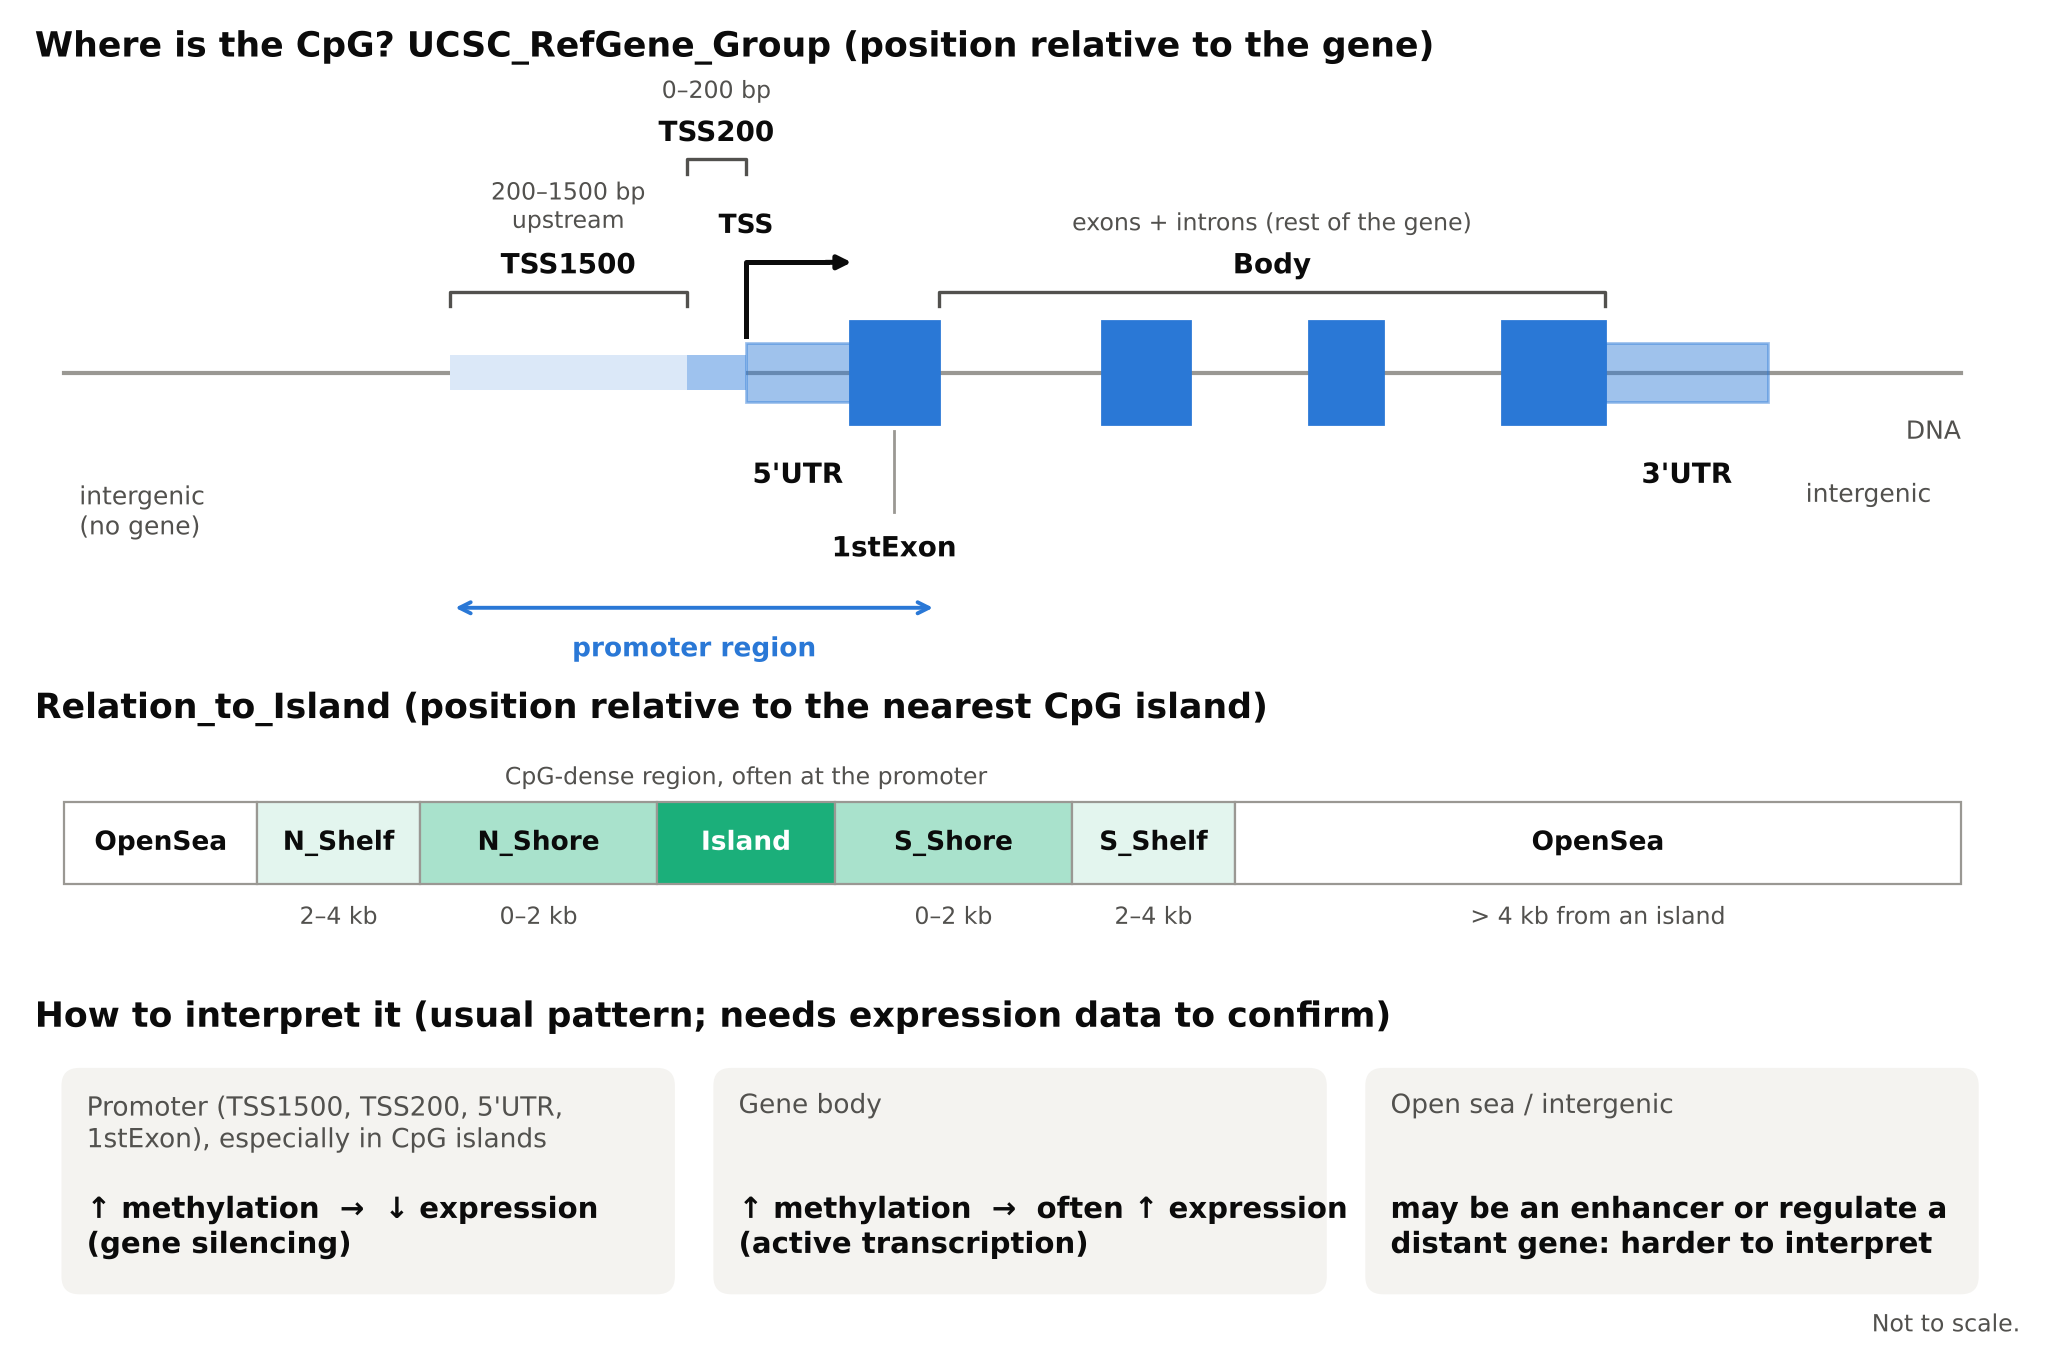 Where is the CpG? UCSC_RefGene_Group (position relative to the gene)
0–200 bp
TSS200
200–1500 bp
upstream
TSS
exons + introns (rest of the gene)
TSS1500
Body
DNA
5'UTR
3'UTR
intergenic
(no gene)
intergenic
1stExon
promoter region
Relation_to_Island (position relative to the nearest CpG island)
CpG-dense region, often at the promoter
OpenSea
N_Shelf
N_Shore
Island
S_Shore
S_Shelf
OpenSea
2–4 kb
0–2 kb
0–2 kb
2–4 kb
> 4 kb from an island
How to interpret it (usual pattern; needs expression data to confirm)
Promoter (TSS1500, TSS200, 5'UTR,
1stExon), especially in CpG islands
↑ methylation → ↓ expression
(gene silencing)
Gene body
↑ methylation → often ↑ expression
(active transcription)
Open sea / intergenic
may be an enhancer or regulate a
distant gene: harder to interpret
Not to scale.